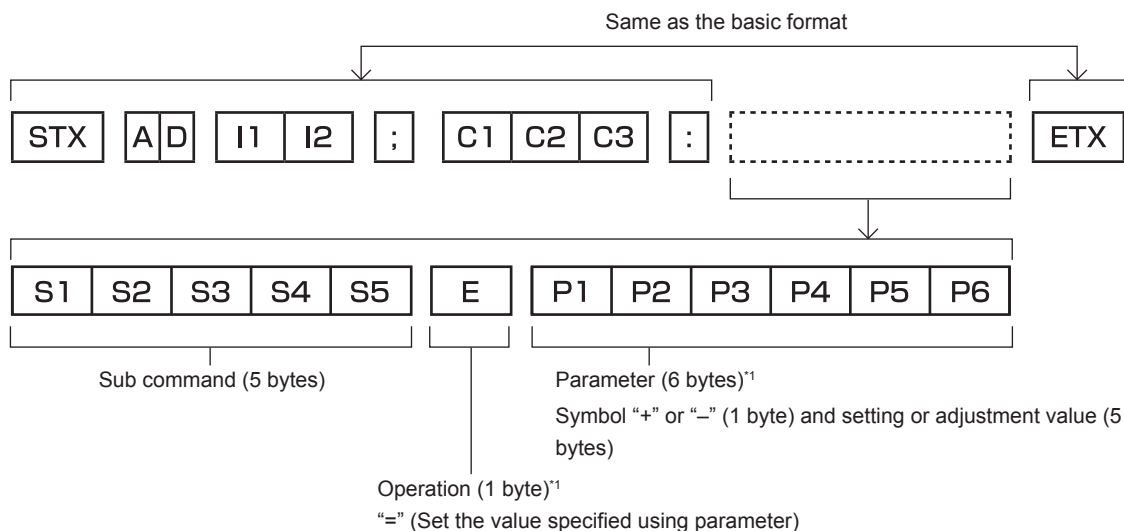 Same as the basic format
STX A D I1 I2 ; C1 C2 C3 : ETX
S1 S2 S3 S4 S5 E P1 P2 P3 P4 P5 P6
Sub command (5 bytes)
Parameter (6 bytes)*1
Symbol “+” or “–” (1 byte) and setting or adjustment value (5
bytes)
Operation (1 byte)*1
“=” (Set the value specified using parameter)